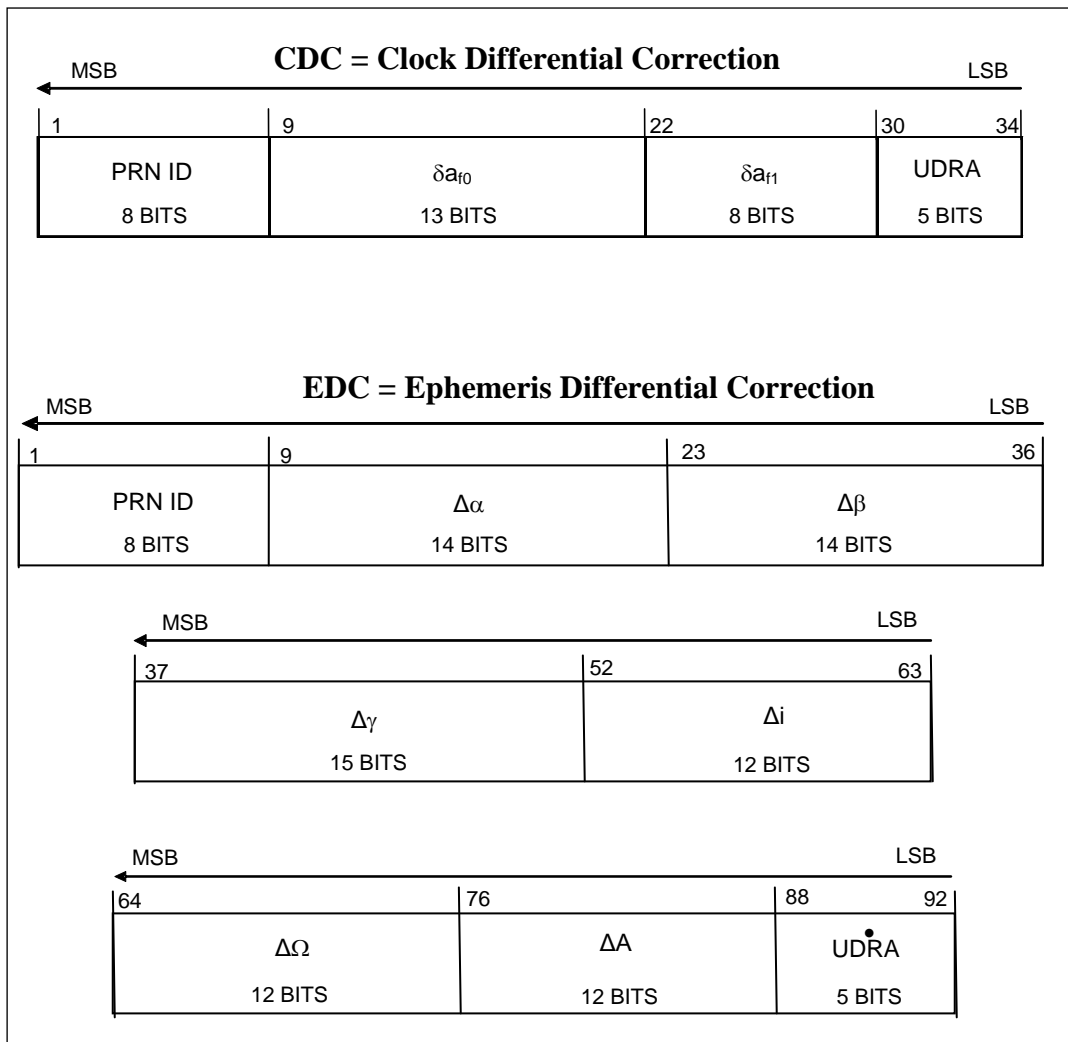 CDC = Clock Differential Correction
MSB LSB
1 9 22 30 34
PRN ID δaf0 δaf1 UDRA
8 BITS 13 BITS 8 BITS 5 BITS
EDC = Ephemeris Differential Correction
MSB LSB
1 9 23 36
PRN ID Δα Δβ
8 BITS 14 BITS 14 BITS
MSB LSB
37 52 63
Δγ Δi
15 BITS 12 BITS
MSB LSB
64 76 88 92
ΔΩ ΔA UDṘA
12 BITS 12 BITS 5 BITS